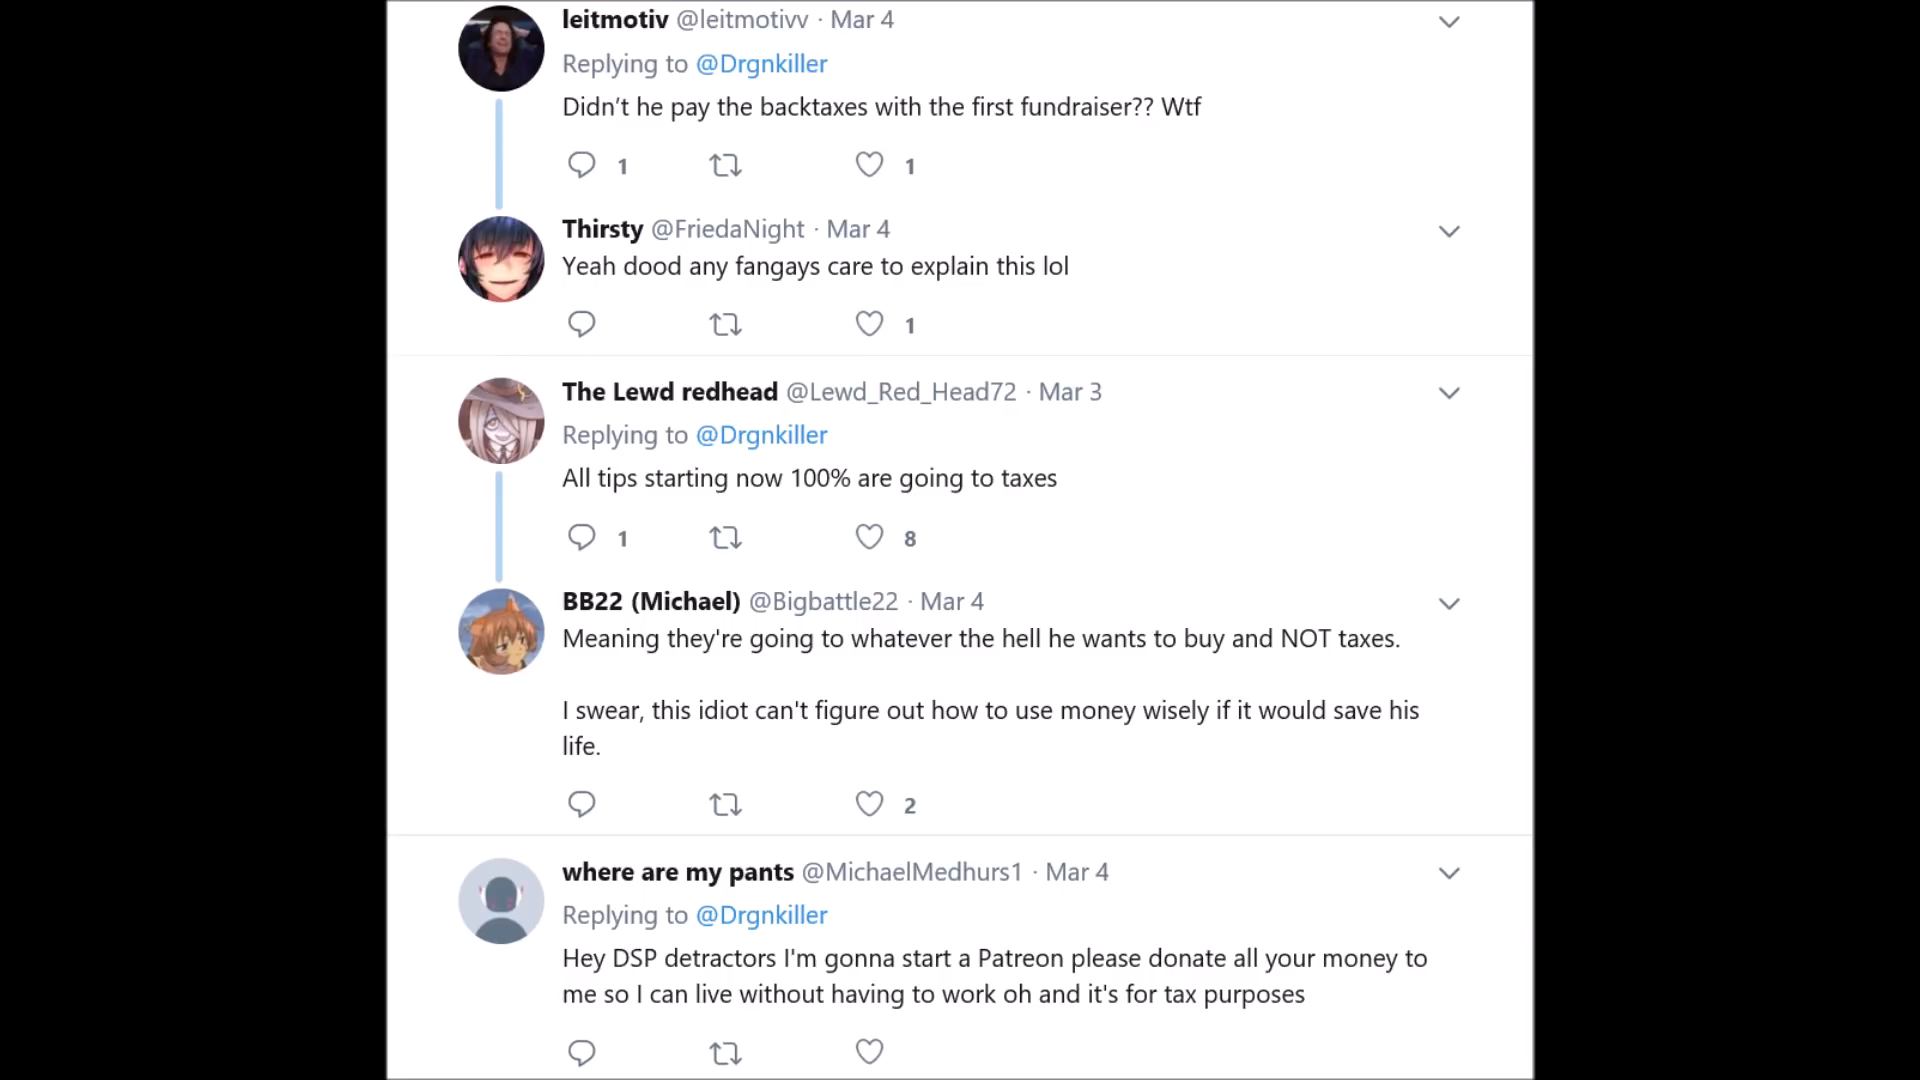 leitmotiv @leitmotivv · Mar 4
Replying to @Drgnkiller
Didn’t he pay the backtaxes with the first fundraiser?? Wtf
1 1
Thirsty @FriedaNight · Mar 4
Yeah dood any fangays care to explain this lol
1
The Lewd redhead @Lewd_Red_Head72 · Mar 3
Replying to @Drgnkiller
All tips starting now 100% are going to taxes
1 8
BB22 (Michael) @Bigbattle22 · Mar 4
Meaning they're going to whatever the hell he wants to buy and NOT taxes.
I swear, this idiot can't figure out how to use money wisely if it would save his
life.
2
where are my pants @MichaelMedhurs1 · Mar 4
Replying to @Drgnkiller
Hey DSP detractors I'm gonna start a Patreon please donate all your money to
me so I can live without having to work oh and it's for tax purposes